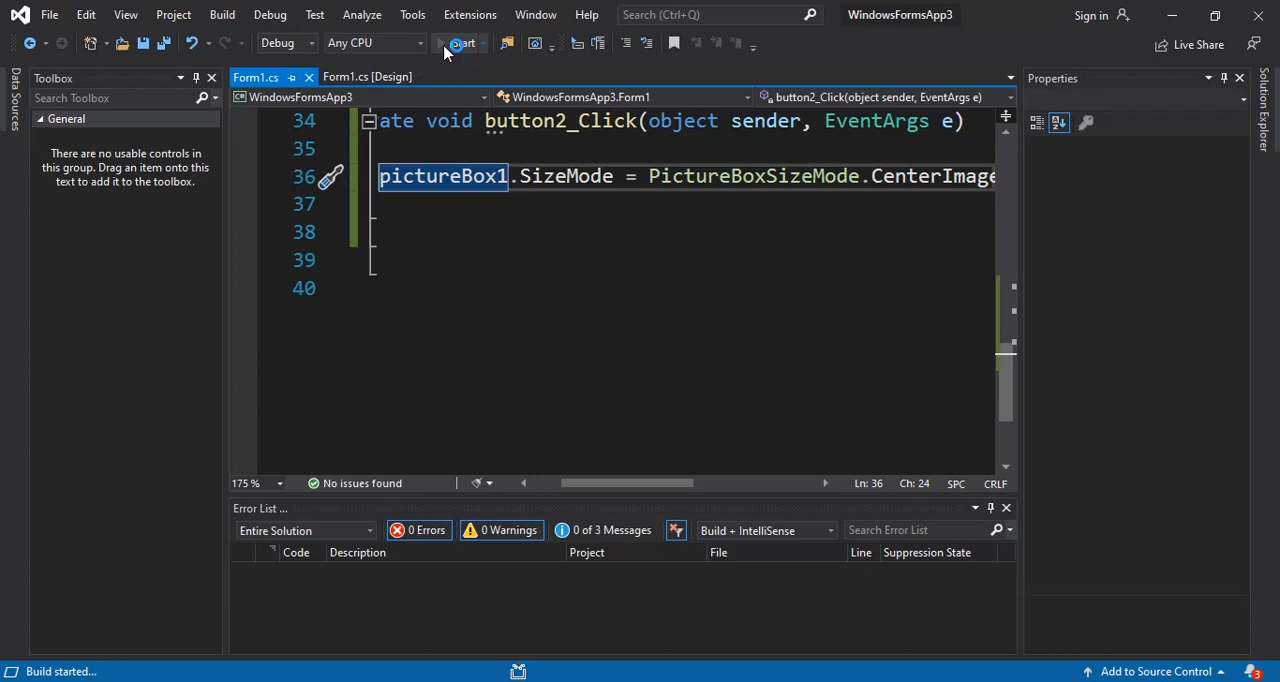 File Edit View Project Build Debug Test Analyze Tools Extensions Window Help Search (Ctrl+Q) WindowsFormsApp3 Sign in
Debug Any CPU Start Live Share
Data Sources
Toolbox
Search Toolbox
General
There are no usable controls in
this group. Drag an item onto this
text to add it to the toolbox.
Form1.cs Form1.cs [Design]
WindowsFormsApp3 WindowsFormsApp3.Form1 button2_Click(object sender, EventArgs e)
34 ate void button2_Click(object sender, EventArgs e)
35
36 pictureBox1.SizeMode = PictureBoxSizeMode.CenterImage
37
38
39
40
175 % No issues found Ln: 36 Ch: 24 SPC CRLF
Error List ...
Entire Solution 0 Errors 0 Warnings 0 of 3 Messages Build + IntelliSense Search Error List
Code Description Project File Line Suppression State
Properties
Solution Explorer
Build started... Add to Source Control 3